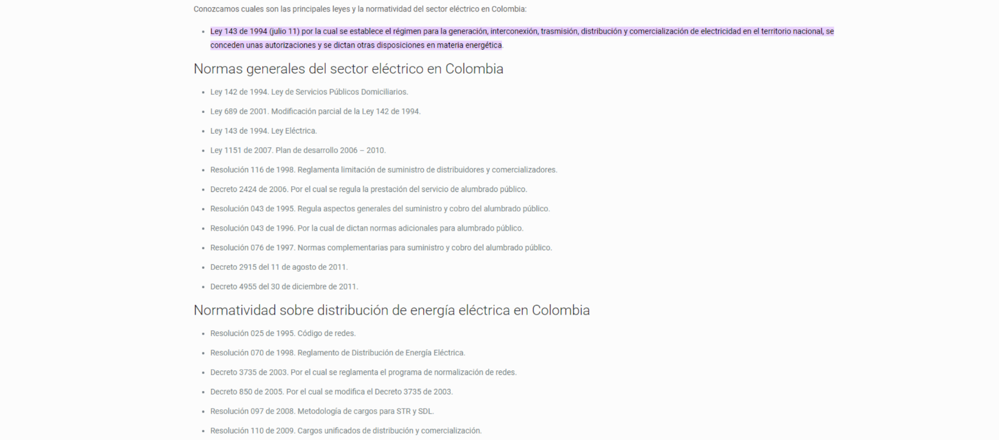 Conozcamos cuales son las principales leyes y la normatividad del sector eléctrico en Colombia:
• Ley 143 de 1994 (julio 11) por la cual se establece el régimen para la generación, interconexión, trasmisión, distribución y comercialización de electricidad en el territorio nacional, se
conceden unas autorizaciones y se dictan otras disposiciones en materia energética.
Normas generales del sector eléctrico en Colombia
• Ley 142 de 1994. Ley de Servicios Públicos Domiciliarios.
• Ley 689 de 2001. Modificación parcial de la Ley 142 de 1994.
• Ley 143 de 1994. Ley Eléctrica.
• Ley 1151 de 2007. Plan de desarrollo 2006 – 2010.
• Resolución 116 de 1998. Reglamenta limitación de suministro de distribuidores y comercializadores.
• Decreto 2424 de 2006. Por el cual se regula la prestación del servicio de alumbrado público.
• Resolución 043 de 1995. Regula aspectos generales del suministro y cobro del alumbrado público.
• Resolución 043 de 1996. Por la cual de dictan normas adicionales para alumbrado público.
• Resolución 076 de 1997. Normas complementarias para suministro y cobro del alumbrado público.
• Decreto 2915 del 11 de agosto de 2011.
• Decreto 4955 del 30 de diciembre de 2011.
Normatividad sobre distribución de energía eléctrica en Colombia
• Resolución 025 de 1995. Código de redes.
• Resolución 070 de 1998. Reglamento de Distribución de Energía Eléctrica.
• Decreto 3735 de 2003. Por el cual se reglamenta el programa de normalización de redes.
• Decreto 850 de 2005. Por el cual se modifica el Decreto 3735 de 2003.
• Resolución 097 de 2008. Metodología de cargos para STR y SDL.
• Resolución 110 de 2009. Cargos unificados de distribución y comercialización.